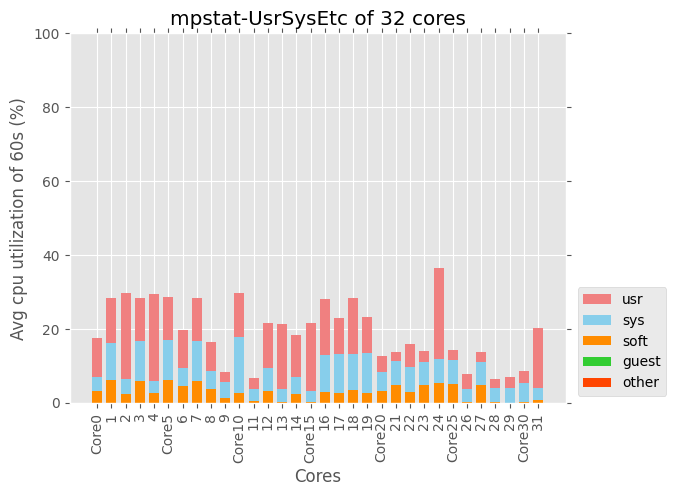 mpstat-UsrSysEtc of 32 cores
Avg cpu utilization of 60s (%)
100
80
60
40
20
0
Core0
1
2
3
4
Core5
6
7
8
9
Core10
11
12
13
14
Core15
16
17
18
19
Core20
21
22
23
24
Core25
26
27
28
29
Core30
31
Cores
usr
sys
soft
guest
other